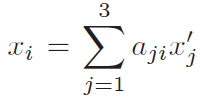 x_i = \sum_{j=1}^{3} a_{ji} x'_j